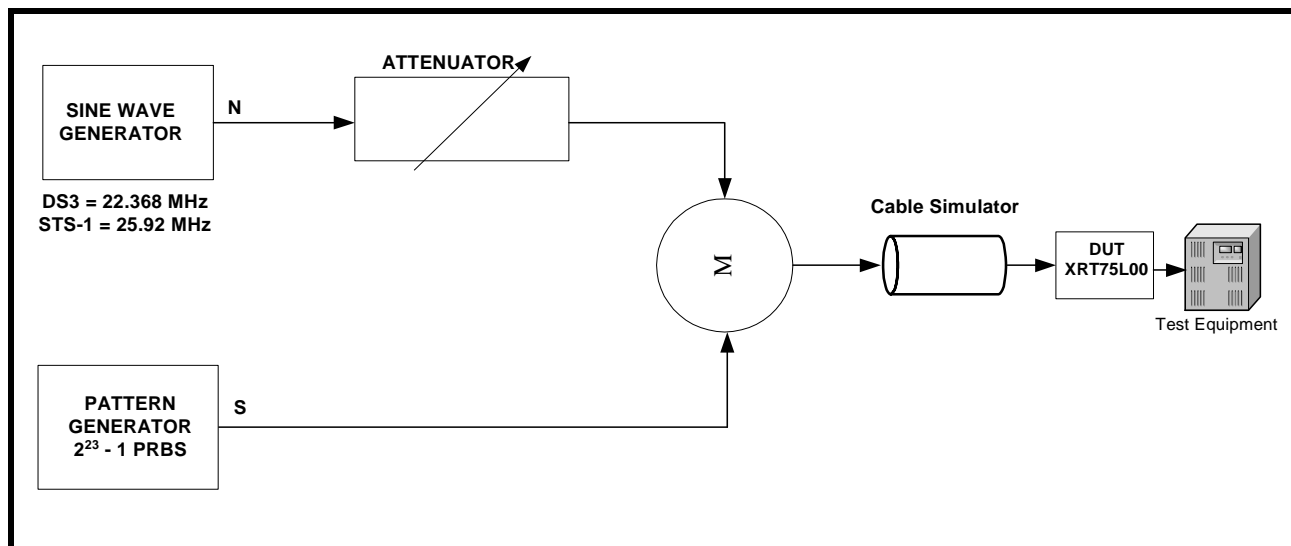 SINE WAVE
GENERATOR
N
DS3 = 22.368 MHz
STS-1 = 25.92 MHz
ATTENUATOR
M
Cable Simulator
DUT
XRT75L00
Test Equipment
PATTERN
GENERATOR
2²³ - 1 PRBS
S